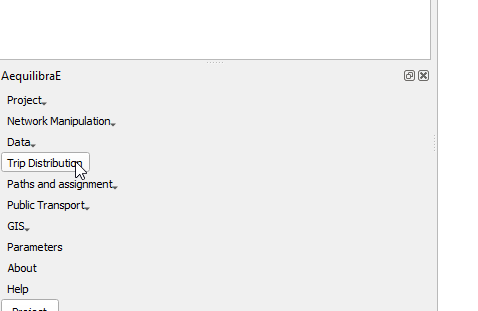 AequilibraE
Project
Network Manipulation
Data
Trip Distribution
Paths and assignment
Public Transport
GIS
Parameters
About
Help
Project